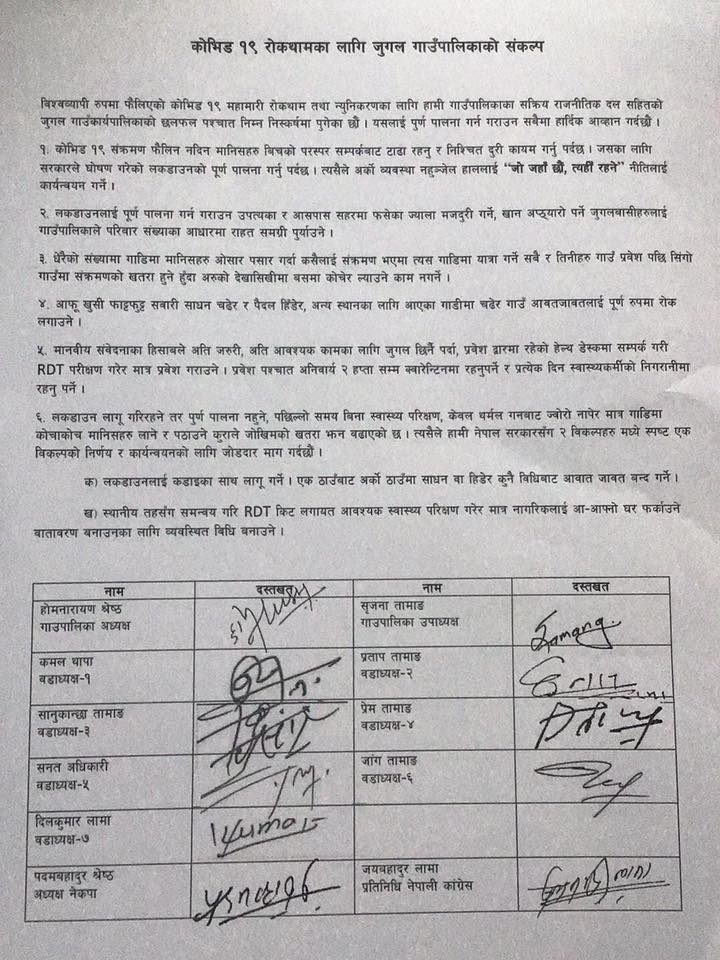 कोभिड १९ रोकथामका लागि जुगल गाउँपालिकाको संकल्प
विश्वव्यापी रुपमा फैलिएको कोभिड १९ महामारी रोकथाम तथा न्युनिकरणका लागि हामी गाउँपालिकाका सक्रिय राजनीतिक दल सहितको
जुगल गाउँकार्यपालिकाको छलफल पश्चात निम्न निस्कर्षमा पुगेका छौं । यसलाई पुर्ण पालना गर्न गराउन सबैमा हार्दिक आव्हान गर्दछौं ।
१. कोभिड १९ संक्रमण फैलिन नदिन मानिसहरु बिचको परस्पर सम्पर्कबाट टाढा रहनु र निश्चित दुरी कायम गर्नु पर्दछ । जसका लागि
सरकारले घोषण गरेको लकडाउनको पूर्ण पालना गर्नु पर्दछ । त्यसैले अर्को व्यवस्था नहुञ्जेल हाललाई "जो जहाँ छौं, त्यहीँ रहने" नीतिलाई
कार्यन्वयन गर्ने ।
२. लकडाउनलाई पूर्ण पालना गर्न गराउन उपत्यका र आसपास सहरमा फसेका ज्याला मजदुरी गर्ने, खान अप्ठ्यारो पर्ने जुगलबासीहरुलाई
गाउँपालिकाले परिवार संख्याका आधारमा राहत समग्री पुर्याउने ।
३. धेरैको संख्यामा गाडिमा मानिसहरु ओसार पसार गर्दा कसैलाई संक्रमण भएमा त्यस गाडिमा यात्रा गर्ने सबै र तिनीहरु गाउँ प्रवेश पछि सिंगो
गाउँमा संक्रमणको खतरा हुने हुँदा अरुको देखासिखीमा बसमा कोचेर ल्याउने काम नगर्ने ।
४. आफू खुसी फाट्टफुट्ट सबारी साधन चढेर र पैदल हिँडेर, अन्य स्थानका लागि आएका गाडीमा चढेर गाउँ आबतजाबतलाई पूर्ण रुपमा रोक
लगाउने ।
५. मानवीय संबेदनाका हिसाबले अति जरुरी, अति आवश्यक कामका लागि जुगल छिर्नै पर्दा, प्रवेश द्वारमा रहेको हेल्थ डेस्कमा सम्पर्क गरी
RDT परीक्षण गरेर मात्र प्रवेश गराउने । प्रवेश पश्चात अनिवार्य २ हप्ता सम्म क्वारेन्टिनमा रहनुपर्ने र प्रत्येक दिन स्वास्थ्यकर्मीको निगरानीमा
रहनु पर्ने ।
६. लकडाउन लागू गरिरहने तर पुर्ण पालना नहुने, पछिल्लो समय बिना स्वास्थ्य परिक्षण, केवल थर्मल गनबाट ज्वोरो नापेर मात्र गाडिमा
कोचाकोच मानिसहरु लाने र पठाउने कुराले जोखिमको खतरा झन बढाएको छ । त्यसैले हामी नेपाल सरकारसँग २ विकल्पहरु मध्ये स्पष्ट एक
विकल्पको निर्णय र कार्यन्वयनको लागि जोडदार माग गर्दछौं ।
क) लकडाउनलाई कडाइका साथ लागू गर्ने । एक ठाउँबाट अर्को ठाउँमा साधन वा हिडेर कुनै विधिबाट आवात जावत बन्द गर्ने ।
ख) स्थानीय तहसँग समन्वय गरि RDT किट लगायत आवश्यक स्वास्थ्य परिक्षण गरेर मात्र नागरिकलाई आ-आफ्नो घर फर्काउने
वातावरण बनाउनका लागि ब्यवस्थित बिधि बनाउने ।
नाम दस्तखत नाम दस्तखत
होमनारायण श्रेष्ठ सृजना तामाङ
गाउपालिका अध्यक्ष गाउपालिका उपाध्यक्ष
Tamang
कमल थापा प्रताप तामाङ
वडाध्यक्ष-१ वडाध्यक्ष-२
सानुकान्छा तामाङ प्रेम तामाङ
वडाध्यक्ष-३ वडाध्यक्ष-४
सनत अधिकारी जांग तामाङ
वडाध्यक्ष-५ वडाध्यक्ष-६
दिलकुमार लामा
वडाध्यक्ष-७
पदमबहादुर श्रेष्ठ जयबहादुर लामा
अध्यक्ष नेकपा प्रतिनिधि नेपाली कांग्रेस